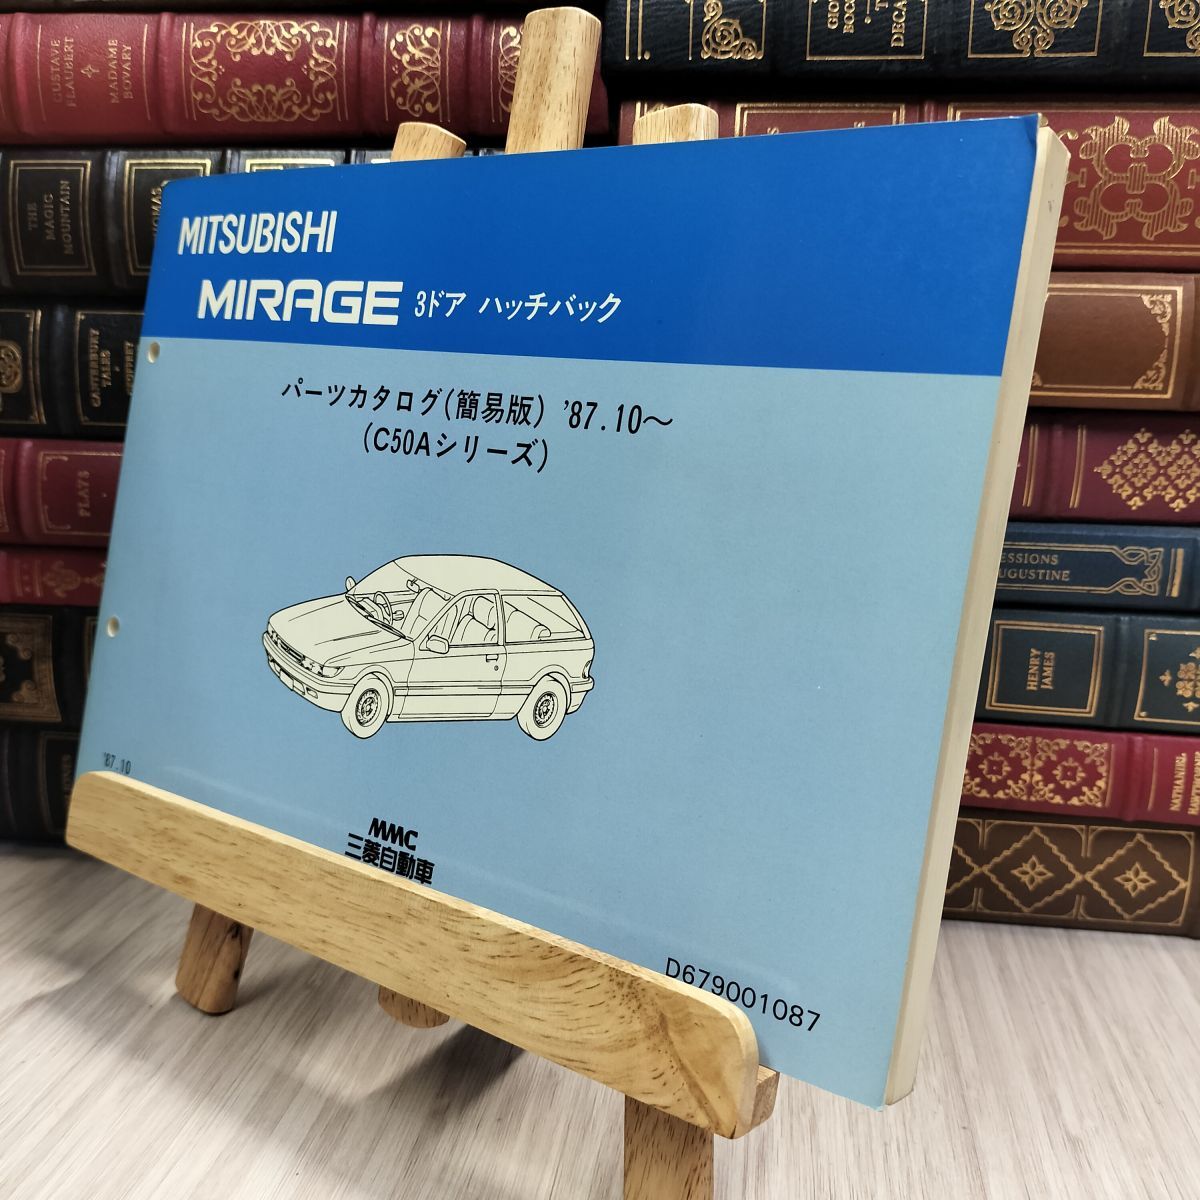 MITSUBISHI
MIRAGE 3ドア ハッチバック
パーツカタログ(簡易版) '87.10～
(C50Aシリーズ)
'87.10
MMC
三菱自動車
D679001087
GUSTAVE FLAUBERT
MADAME BOVARY
THE MAGIC MOUNTAIN
THOMAS
CANTERBURY TALES
PLAYS
AUGUSTINE
HENRY JAMES